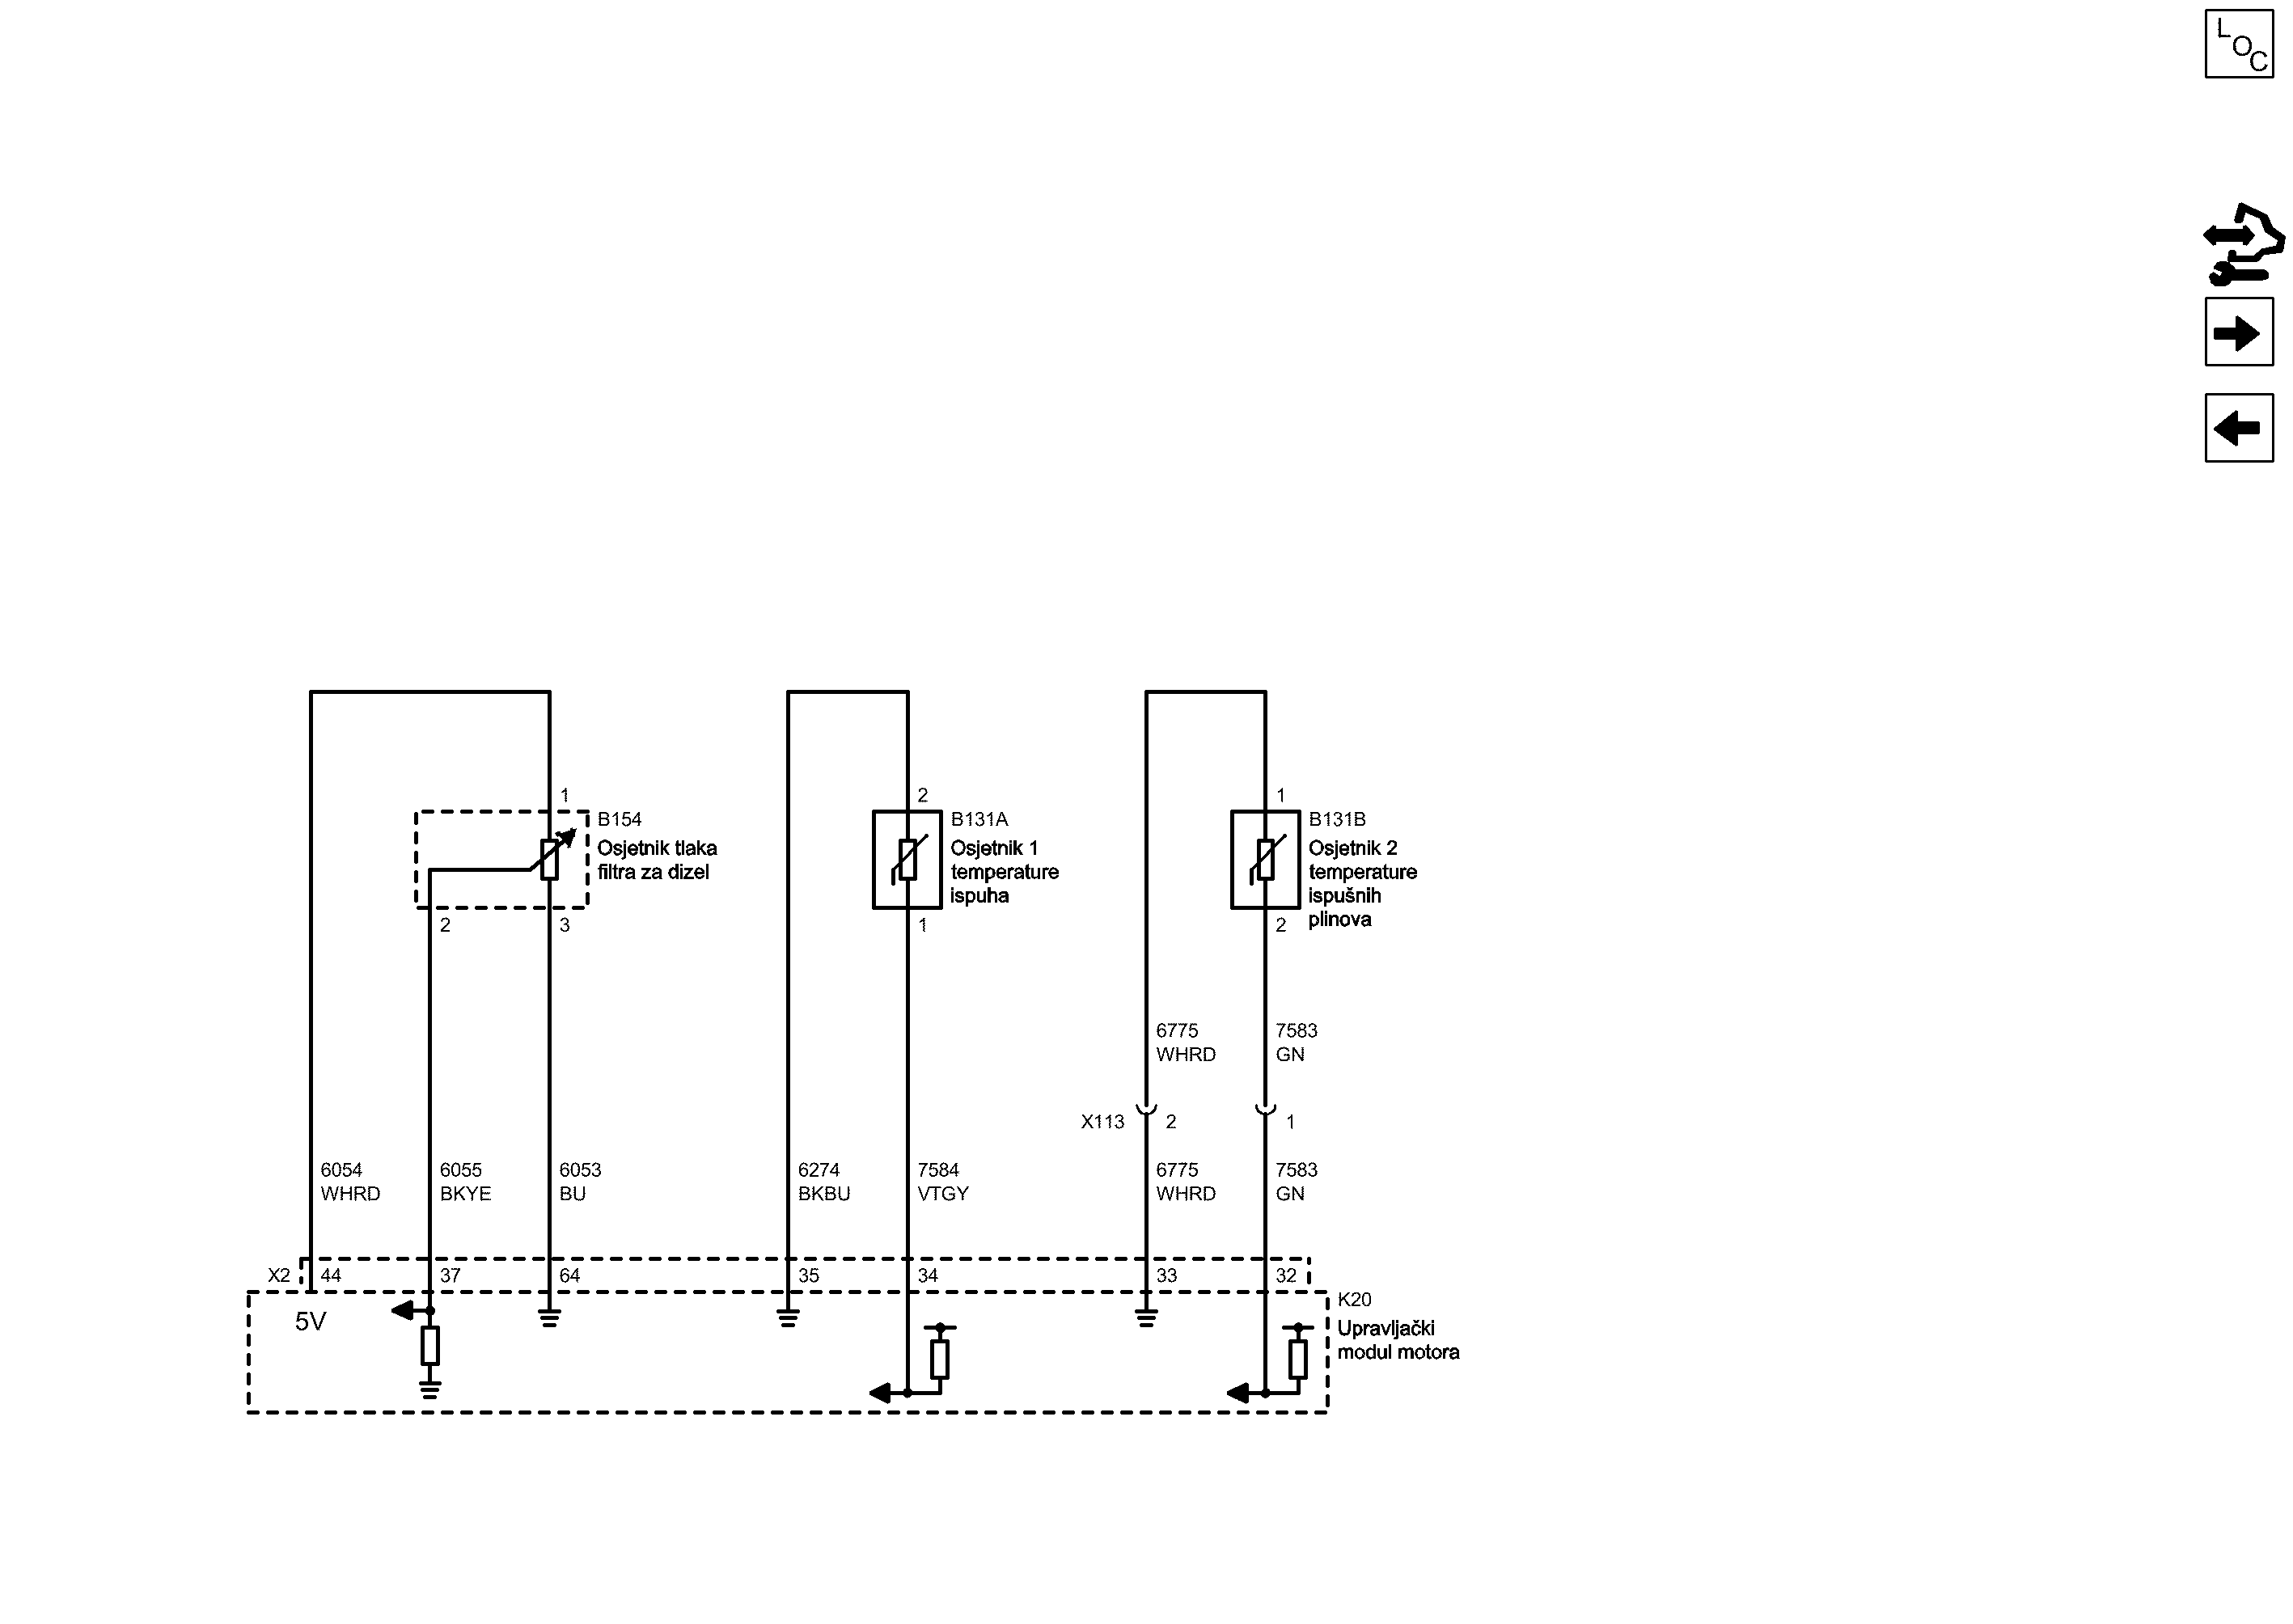 L
O
C
1
B154
Osjetnik tlaka
filtra za dizel
2
3
2
B131A
Osjetnik 1
temperature
ispuha
1
1
B131B
Osjetnik 2
temperature
ispušnih
plinova
2
6775
WHRD
7583
GN
X113
2
1
6054
WHRD
6055
BKYE
6053
BU
6274
BKBU
7584
VTGY
6775
WHRD
7583
GN
X2
44
37
64
35
34
33
32
5V
K20
Upravljački
modul motora